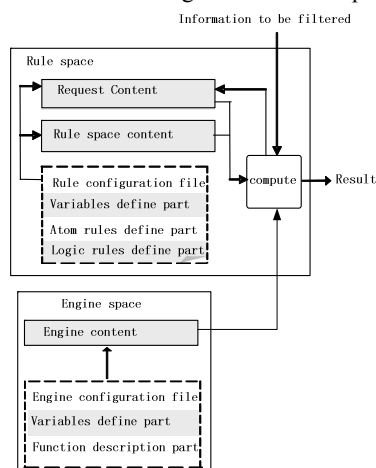 Information to be filtered
Rule space
Request Content
Rule space content
Rule configuration file
Variables define part
Atom rules define part
Logic rules define part
compute
Result
Engine space
Engine content
Engine configuration file
Variables define part
Function description part